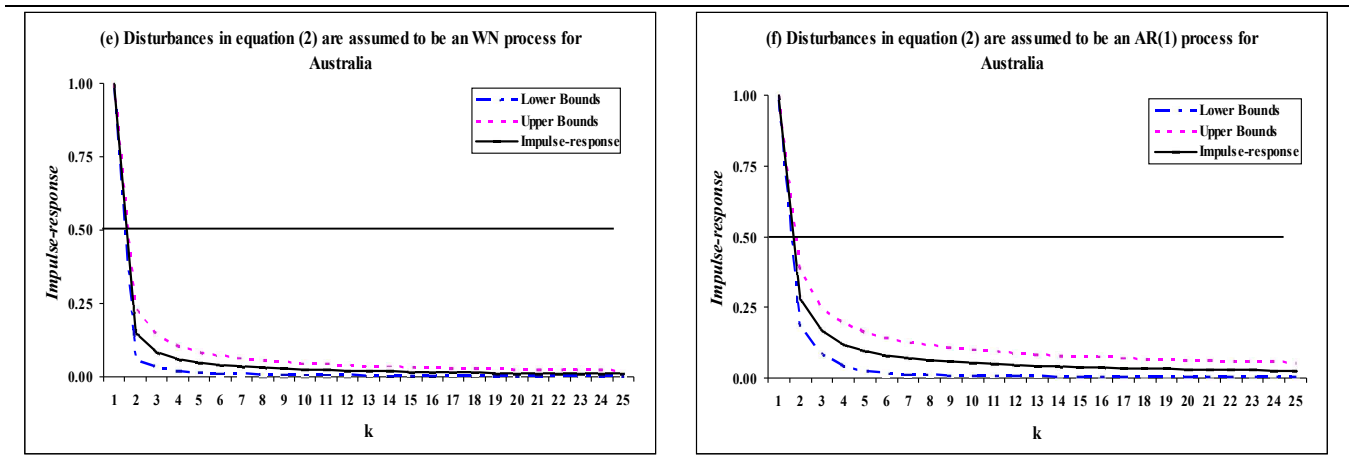 (e) Disturbances in equation (2) are assumed to be an WN process for
Australia
1.00
0.75
0.50
0.25
0.00
Impulse-response
Lower Bounds
Upper Bounds
Impulse-response
1 2 3 4 5 6 7 8 9 10 11 12 13 14 15 16 17 18 19 20 21 22 23 24 25
k
(f) Disturbances in equation (2) are assumed to be an AR(1) process for
Australia
1.00
0.75
0.50
0.25
0.00
Impulse-response
Lower Bounds
Upper Bounds
Impulse-response
1 2 3 4 5 6 7 8 9 10 11 12 13 14 15 16 17 18 19 20 21 22 23 24 25
k